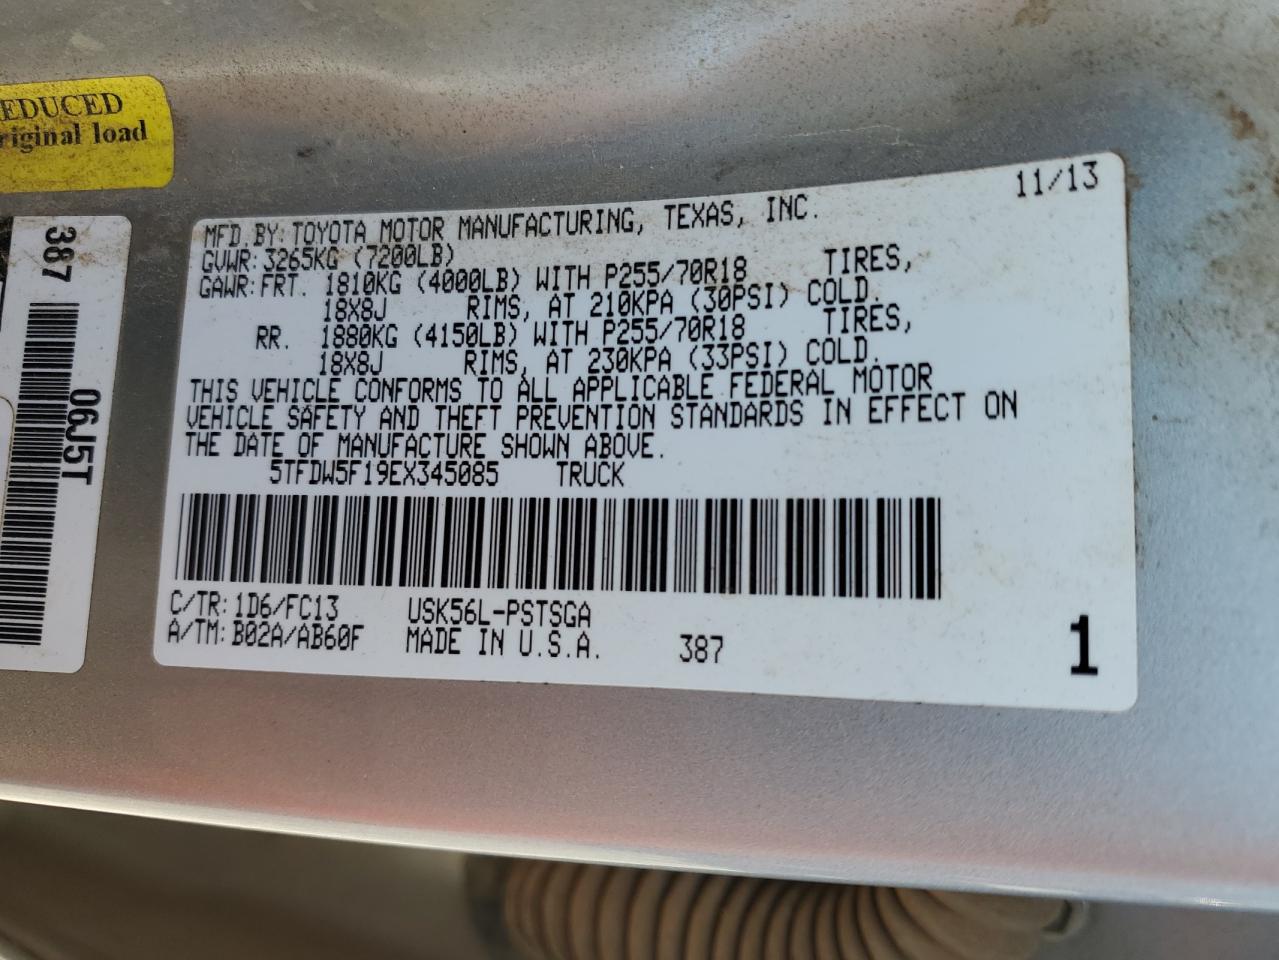 EDUCED
riginal load
387
06J5T
11/13
MFD. BY: TOYOTA MOTOR MANUFACTURING, TEXAS, INC.
GVWR: 3265KG (7200LB)
GAWR: FRT. 1810KG (4000LB) WITH P255/70R18 TIRES,
18X8J RIMS, AT 210KPA (30PSI) COLD.
RR. 1880KG (4150LB) WITH P255/70R18 TIRES,
18X8J RIMS, AT 230KPA (33PSI) COLD.
THIS VEHICLE CONFORMS TO ALL APPLICABLE FEDERAL MOTOR
VEHICLE SAFETY AND THEFT PREVENTION STANDARDS IN EFFECT ON
THE DATE OF MANUFACTURE SHOWN ABOVE.
5TFDW5F19EX345085 TRUCK
C/TR: 1D6/FC13 USK56L-PSTSGA
A/TM: B02A/AB60F MADE IN U.S.A. 387
1